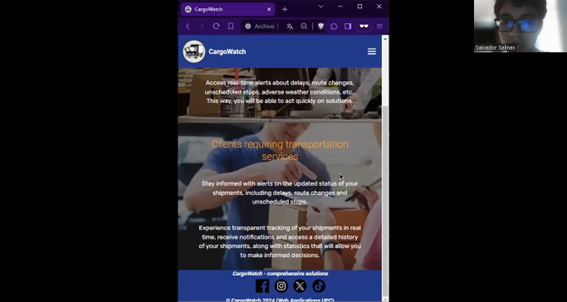 CargoWatch
Archivo
Salvador Salinas
CargoWatch
Access real-time alerts about delays, route changes,
unscheduled stops, adverse weather conditions, etc..
This way, you will be able to act quickly on solutions.
Clients requiring transportation
services
Stay informed with alerts on the updated status of your
shipments, including delays, route changes and
unscheduled stops.
Experience transparent tracking of your shipments in real
time, receive notifications and access a detailed history
of your shipments, along with statistics that will allow you
to make informed decisions.
CargoWatch - comprehensive solutions
© CargoWatch 2024 (Web Applications UPC)